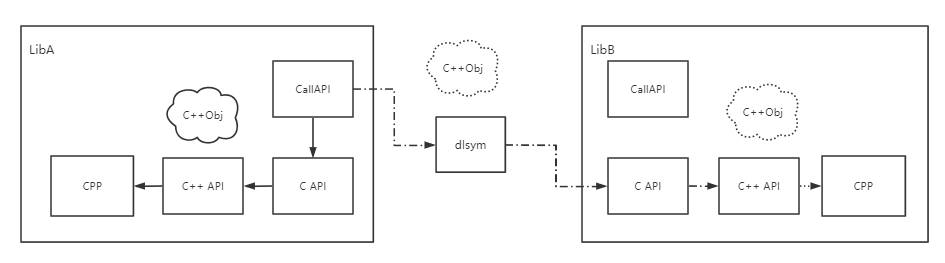 LibA
CallAPI
C++Obj
CPP
C++ API
C API
C++Obj
dlsym
LibB
CallAPI
C++Obj
C API
C++ API
CPP